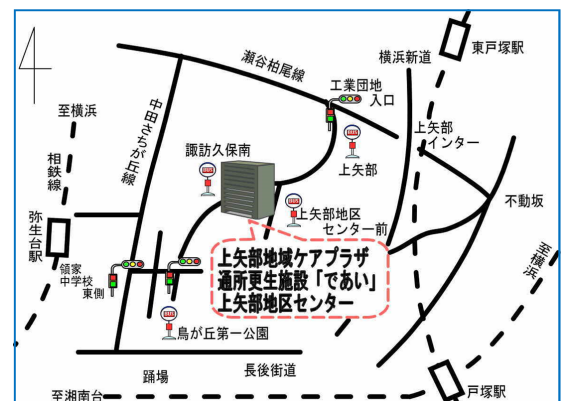 瀬谷柏尾線
横浜新道
東戸塚駅
工業団地
入口
至横浜
中田さちが丘線
相鉄線
諏訪久保南
上矢部
上矢部
インター
不動坂
弥生台駅
上矢部地区
センター前
至横浜
領家
中学校
東側
上矢部地域ケアプラザ
通所更生施設「であい」
上矢部地区センター
鳥が丘第一公園
踊場
長後街道
至湘南台
戸塚駅